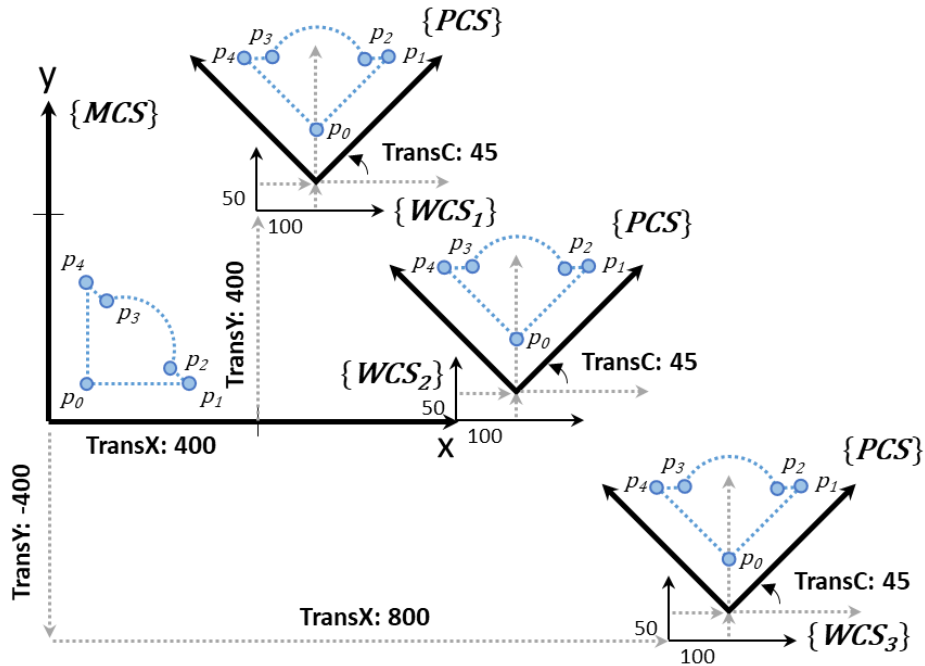 p3
p2
{PCS}
p4
p1
y
{MCS}
p0
TransC: 45
50
100
{WCS1}
{PCS}
p3
p2
p4
p1
TransY: 400
p4
p3
p2
p0
p1
p0
TransC: 45
{WCS2}
50
100
TransX: 400
x
TransY: -400
p3
p2
{PCS}
p4
p1
p0
TransC: 45
TransX: 800
50
100
{WCS3}